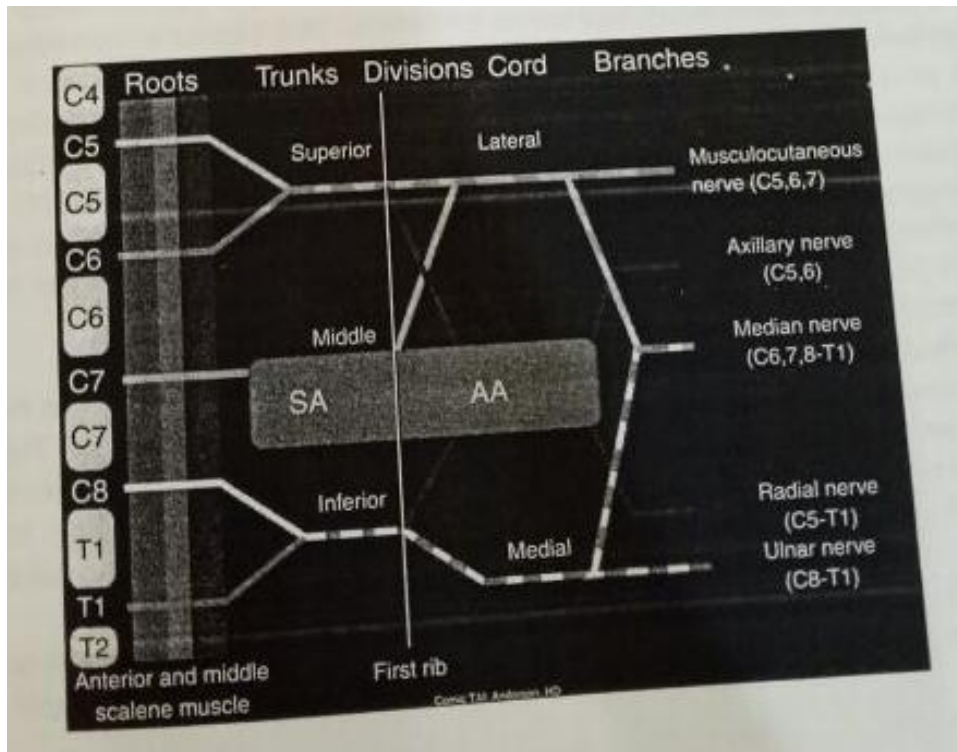 Roots Trunks Divisions Cord Branches
C4
C5
C5
C6
C6
C7
C7
C8
T1
T1
T2
Superior
Lateral
Musculocutaneous
nerve (C5,6,7)
Axillary nerve
(C5,6)
Middle
Median nerve
(C6,7,8-T1)
SA
AA
Inferior
Medial
Radial nerve
(C5-T1)
Ulnar nerve
(C8-T1)
Anterior and middle
scalene muscle
First rib
Anderson